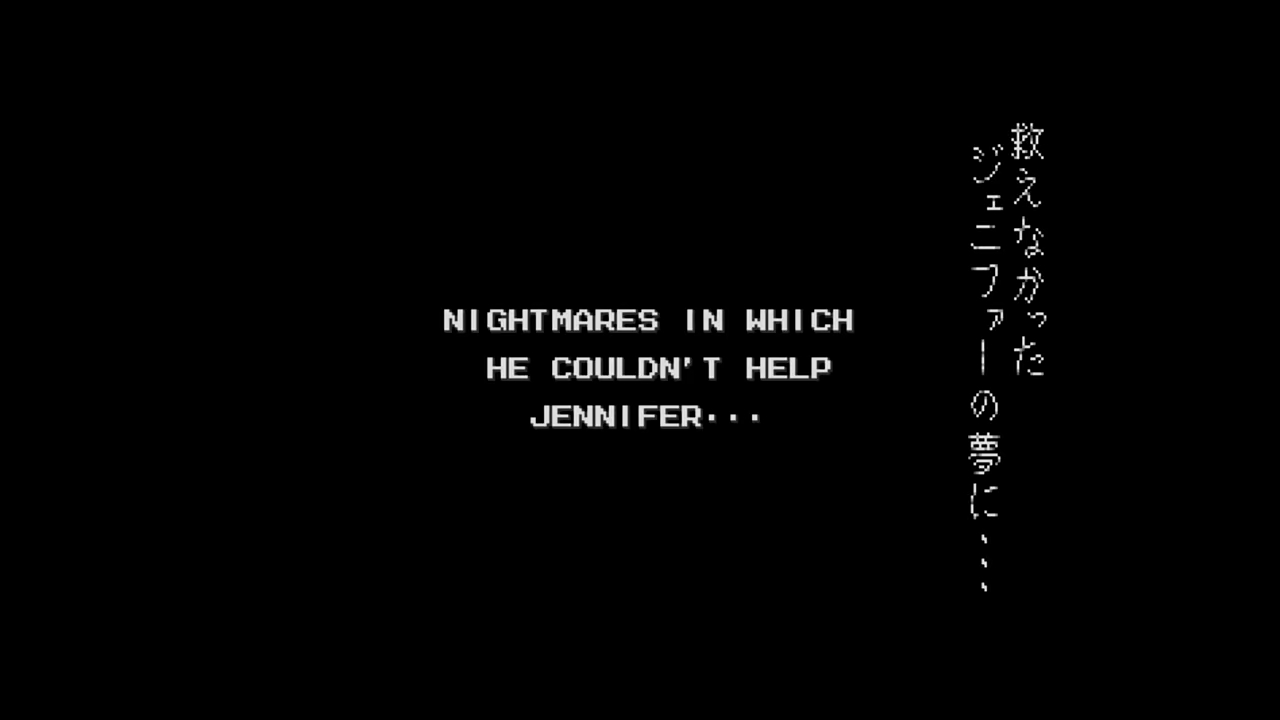 NIGHTMARES IN WHICH
HE COULDN'T HELP
JENNIFER···
救えなかった
ジェニファーの夢に、、、